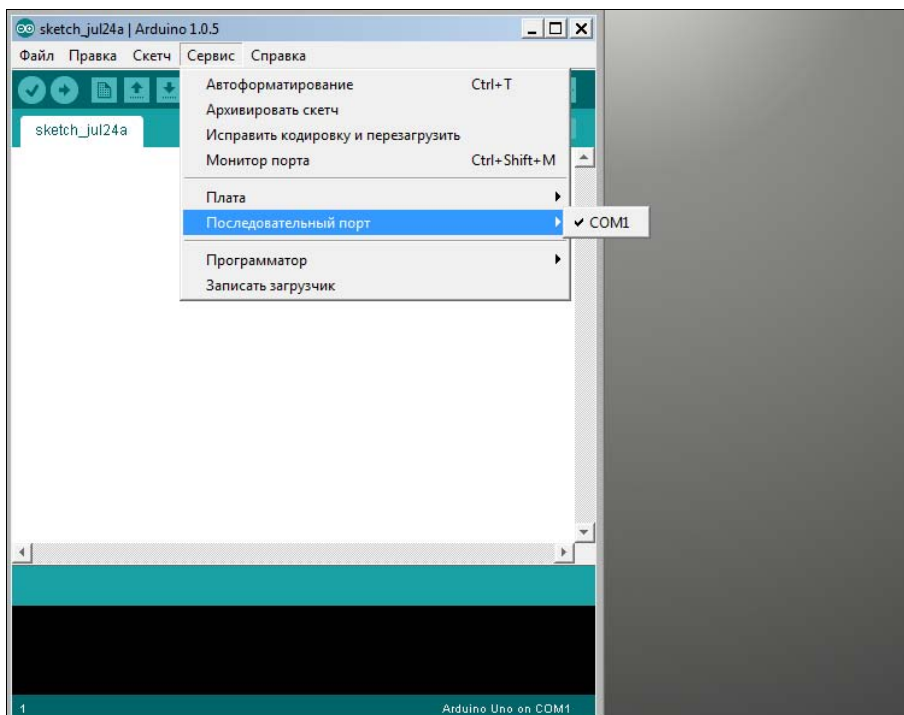 sketch_jul24a | Arduino 1.0.5
Файл Правка Скетч Сервис Справка
Автоформатирование Ctrl+T
Архивировать скетч
sketch_jul24a
Исправить кодировку и перезагрузить
Монитор порта Ctrl+Shift+M
Плата
Последовательный порт
COM1
Программатор
Записать загрузчик
1 Arduino Uno on COM1